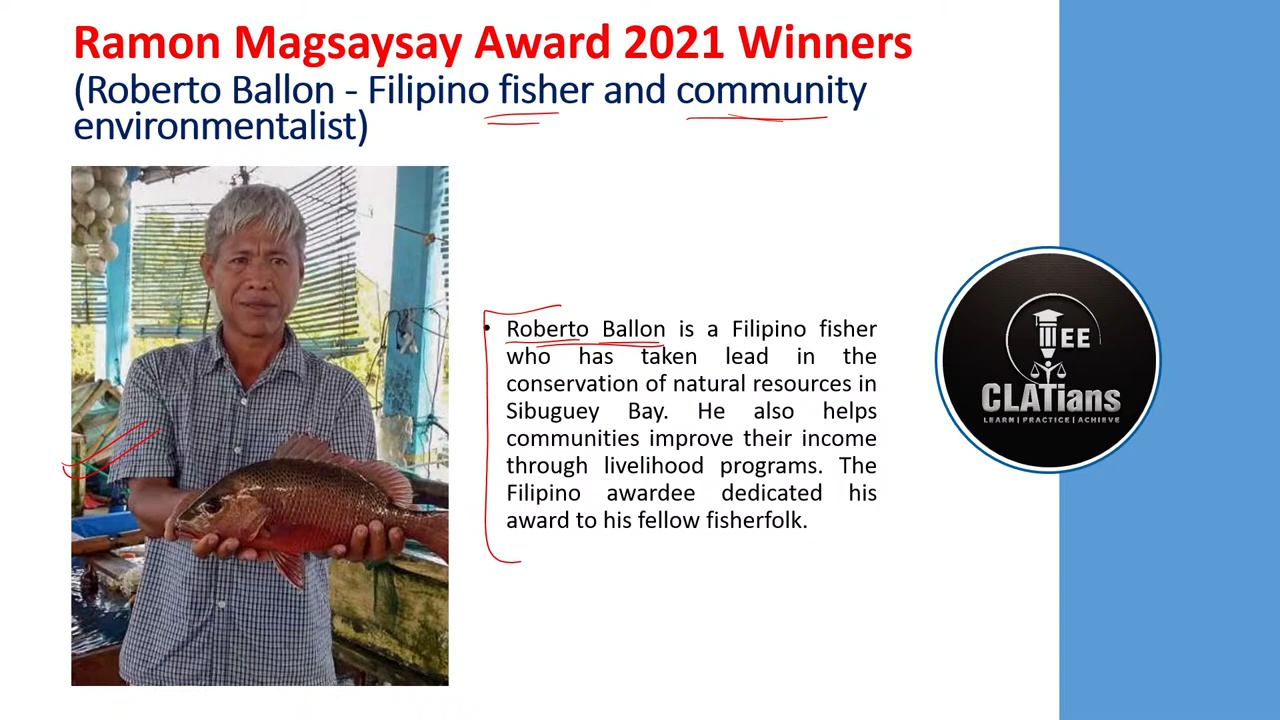 Ramon Magsaysay Award 2021 Winners
(Roberto Ballon - Filipino fisher and community
environmentalist)
• Roberto Ballon is a Filipino fisher
who has taken lead in the
conservation of natural resources in
Sibuguey Bay. He also helps
communities improve their income
through livelihood programs. The
Filipino awardee dedicated his
award to his fellow fisherfolk.
EE
CLATians
LEARN | PRACTICE | ACHIEVE